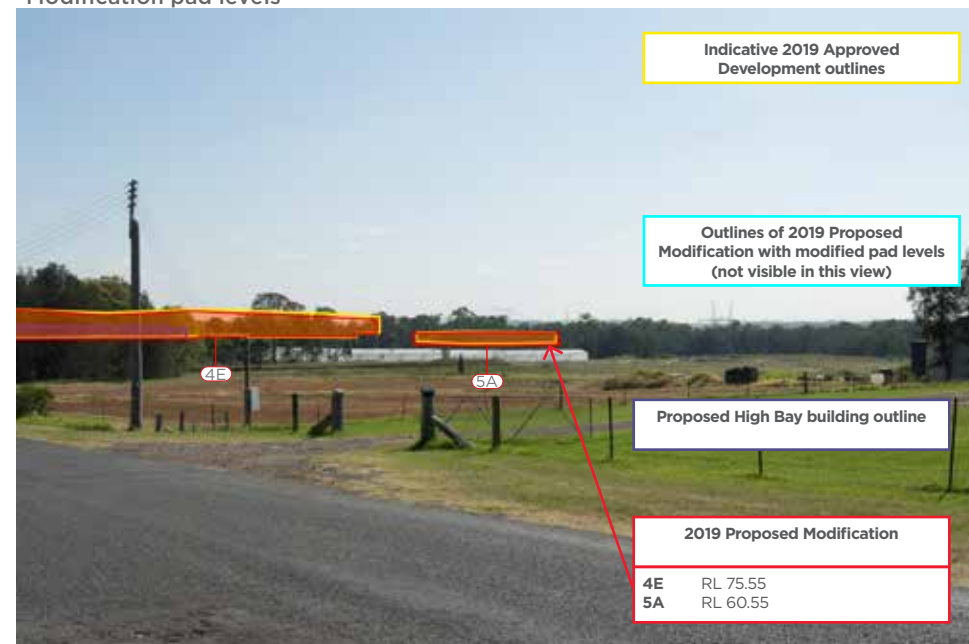 Modification pad levels
Indicative 2019 Approved
Development outlines
Outlines of 2019 Proposed
Modification with modified pad levels
(not visible in this view)
4E
5A
Proposed High Bay building outline
2019 Proposed Modification
4E RL 75.55
5A RL 60.55